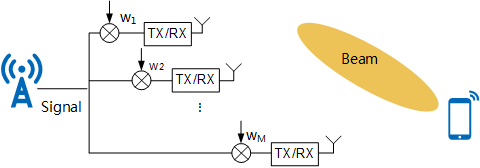 w1
TX/RX
w2
TX/RX
Beam
Signal
⋮
wM
TX/RX